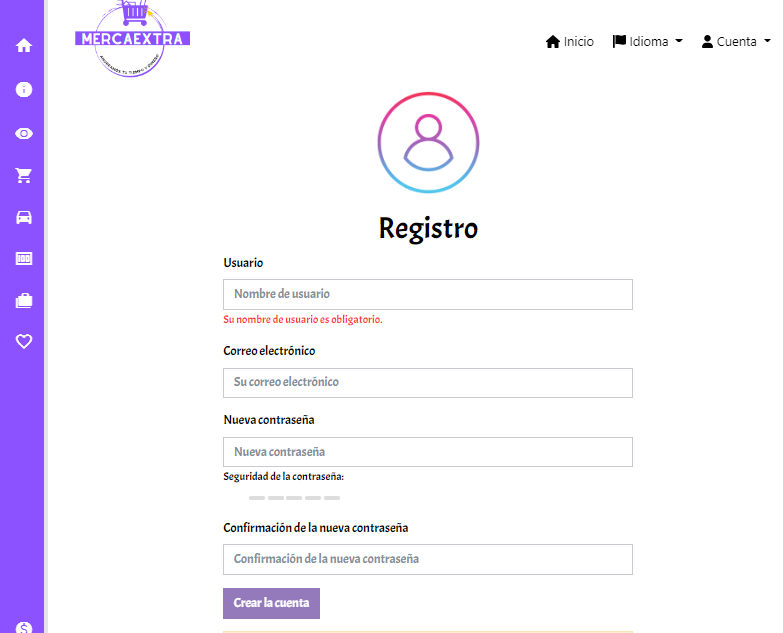 MERCAEXTRA
Inicio
Idioma
Cuenta
Registro
Usuario
Nombre de usuario
Su nombre de usuario es obligatorio.
Correo electrónico
Su correo electrónico
Nueva contraseña
Nueva contraseña
Seguridad de la contraseña:
Confirmación de la nueva contraseña
Confirmación de la nueva contraseña
Crear la cuenta